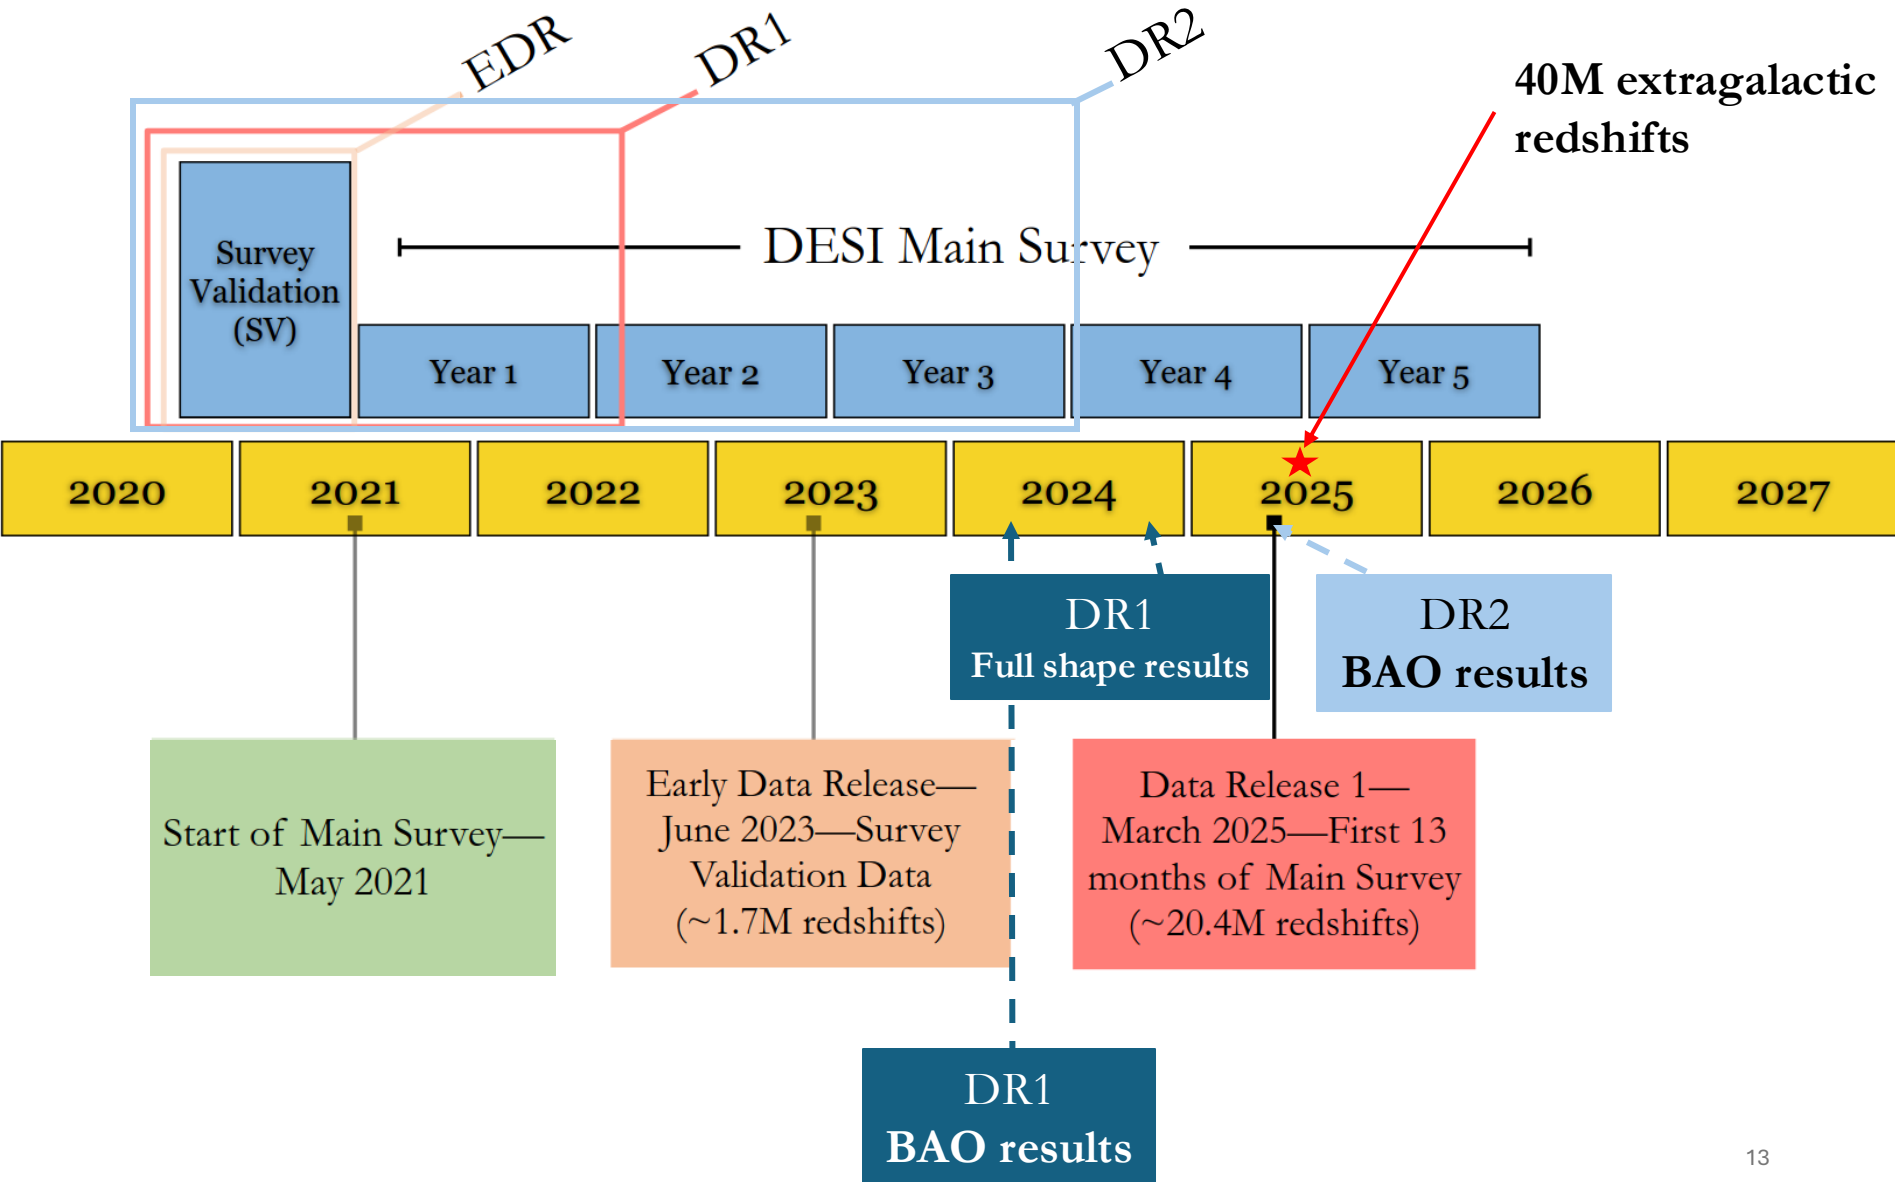 EDR
DR1
DR2
40M extragalactic
redshifts
Survey
Validation
(SV)
DESI Main Survey
Year 1
Year 2
Year 3
Year 4
Year 5
2020
2021
2022
2023
2024
2025
2026
2027
DR1
Full shape results
DR2
BAO results
Start of Main Survey—
May 2021
Early Data Release—
June 2023—Survey
Validation Data
(~1.7M redshifts)
Data Release 1—
March 2025—First 13
months of Main Survey
(~20.4M redshifts)
DR1
BAO results
13